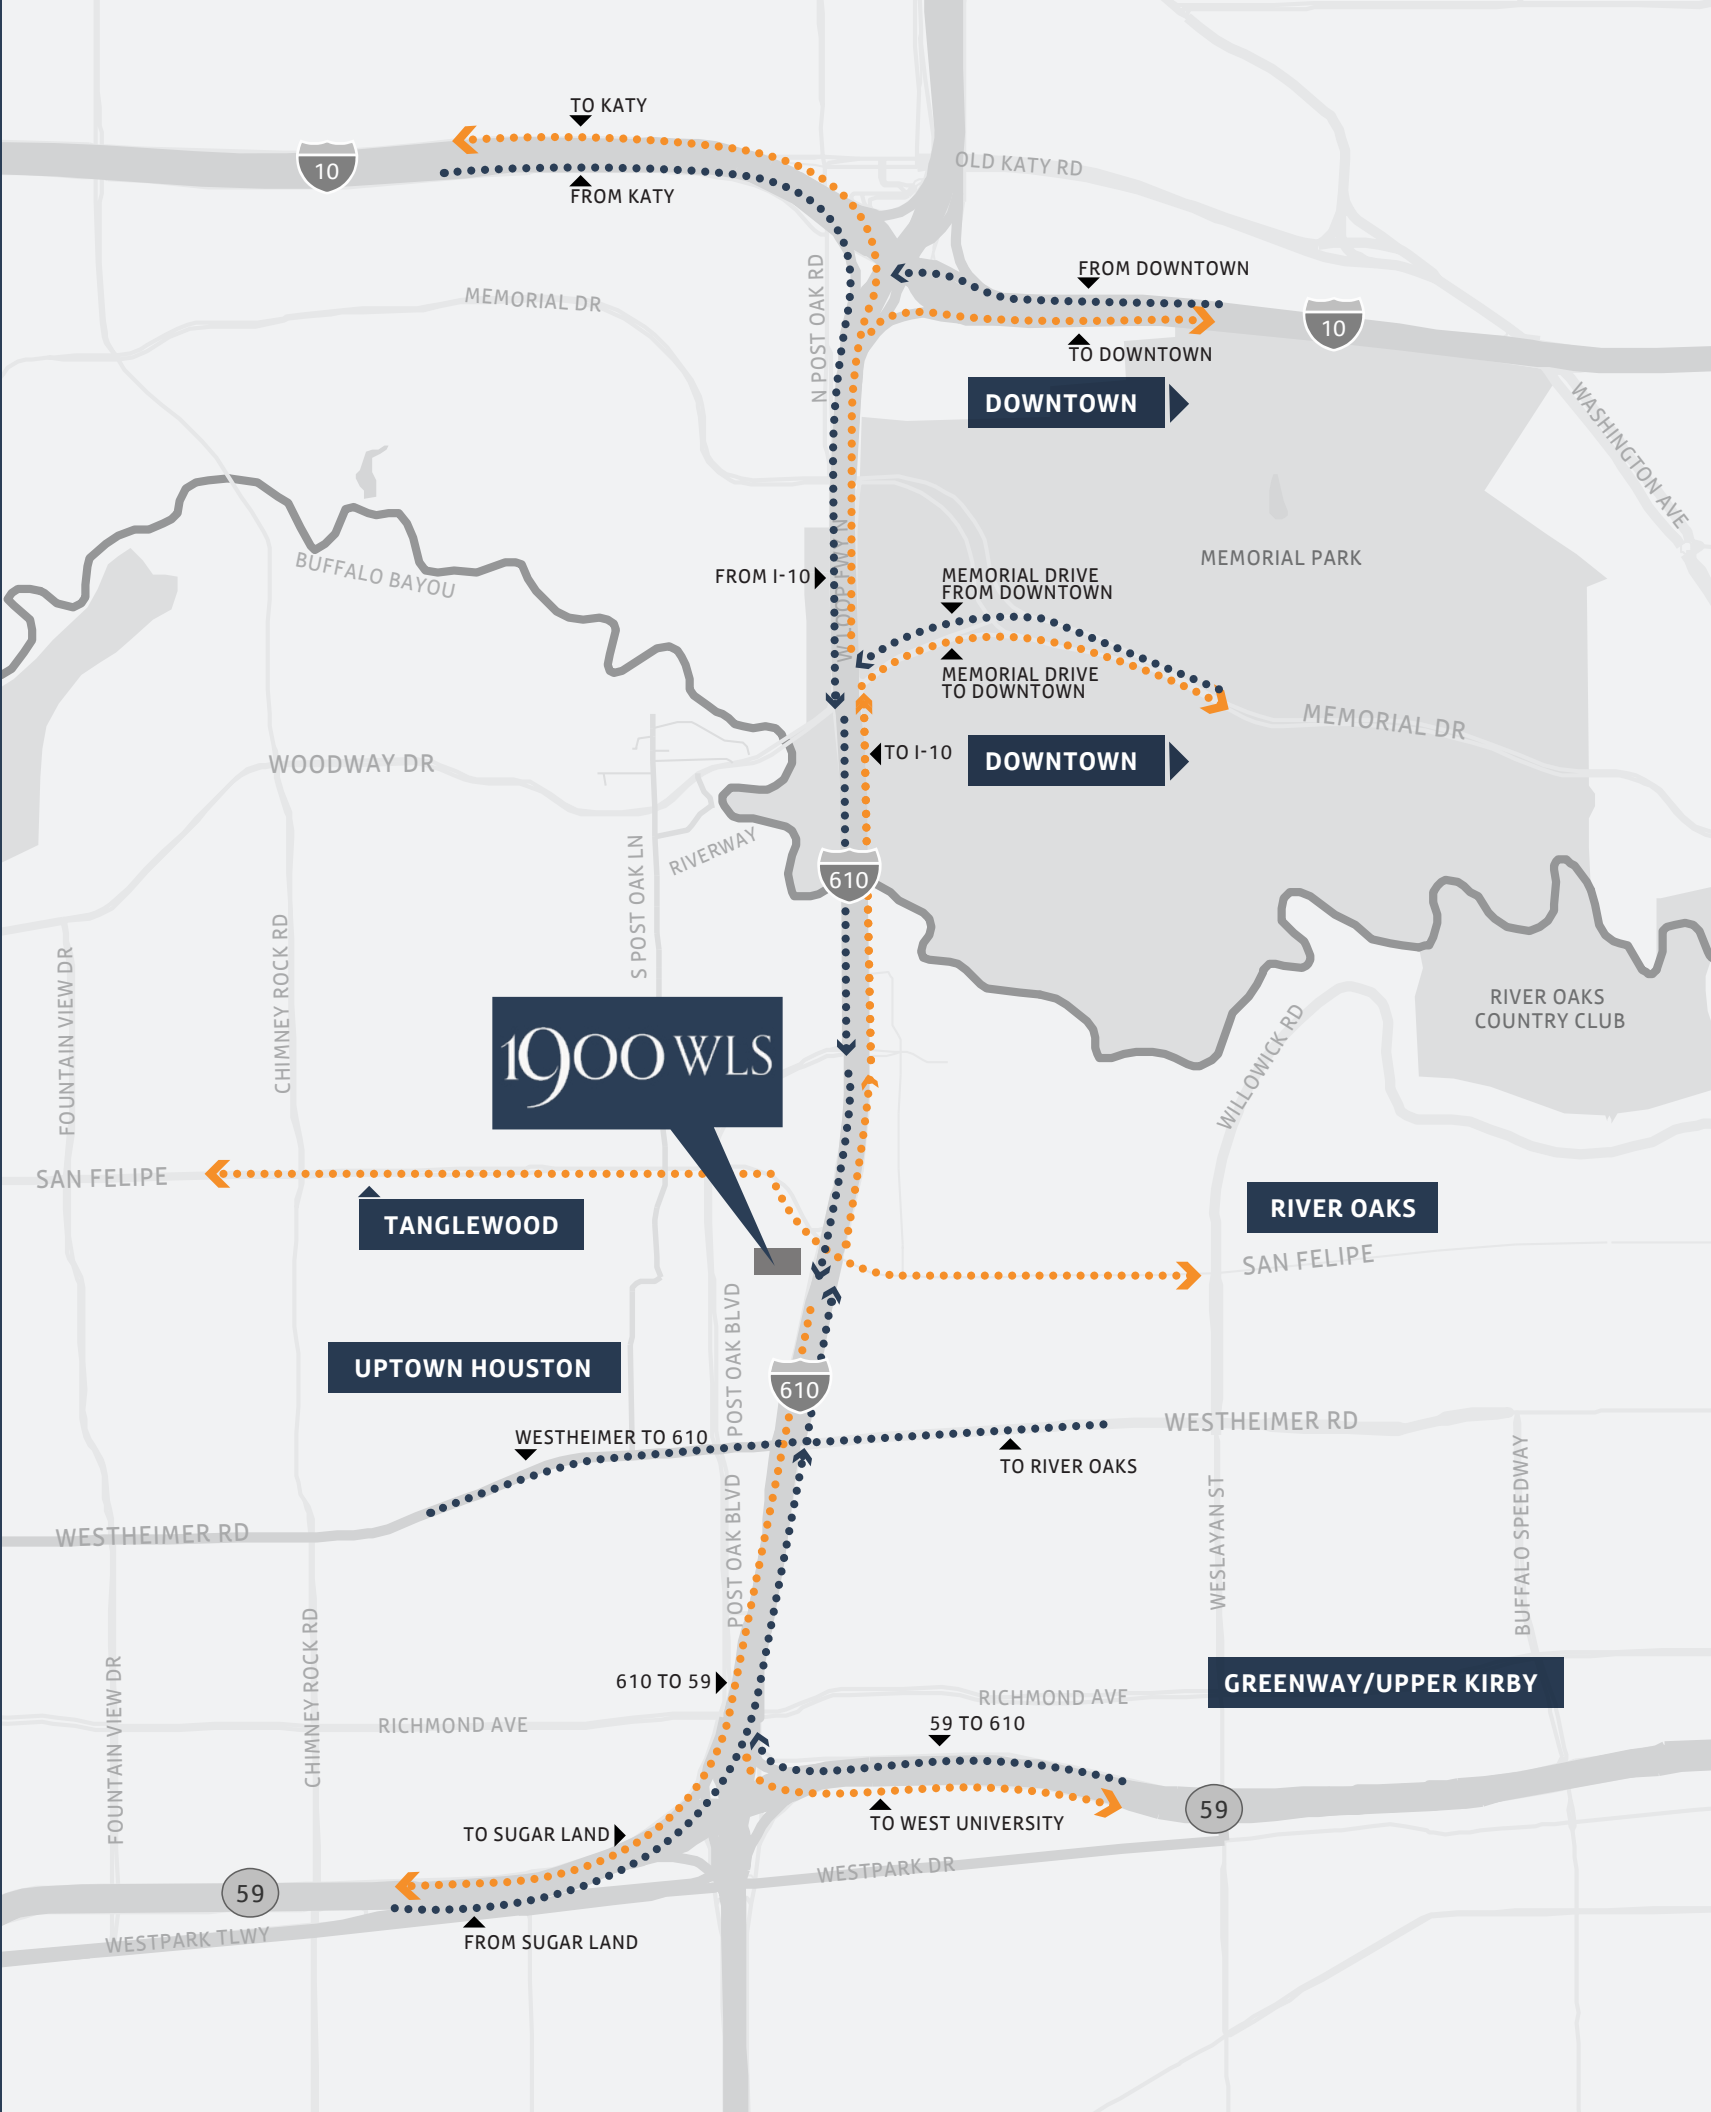 TO KATY
10
FROM KATY
OLD KATY RD
FROM DOWNTOWN
N POST OAK RD
MEMORIAL DR
10
TO DOWNTOWN
DOWNTOWN
WASHINGTON AVE
W LOOP FWY N
MEMORIAL PARK
BUFFALO BAYOU
FROM I-10
MEMORIAL DRIVE
FROM DOWNTOWN
MEMORIAL DRIVE
TO DOWNTOWN
MEMORIAL DR
TO I-10
DOWNTOWN
WOODWAY DR
RIVERWAY
S POST OAK LN
610
FOUNTAIN VIEW DR
CHIMNEY ROCK RD
RIVER OAKS
COUNTRY CLUB
WILLOWICK RD
1900 WLS
SAN FELIPE
TANGLEWOOD
RIVER OAKS
SAN FELIPE
POST OAK BLVD
UPTOWN HOUSTON
610
WESTHEIMER TO 610
WESTHEIMER RD
TO RIVER OAKS
WESTHEIMER RD
POST OAK BLVD
WESLAYAN ST
BUFFALO SPEEDWAY
FOUNTAIN VIEW DR
CHIMNEY ROCK RD
610 TO 59
GREENWAY/UPPER KIRBY
RICHMOND AVE
RICHMOND AVE
59 TO 610
59
TO WEST UNIVERSITY
TO SUGAR LAND
WESTPARK DR
59
WESTPARK TLWY
FROM SUGAR LAND